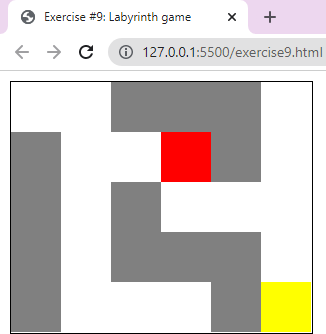 Exercise #9: Labyrinth game
127.0.0.1:5500/exercise9.html